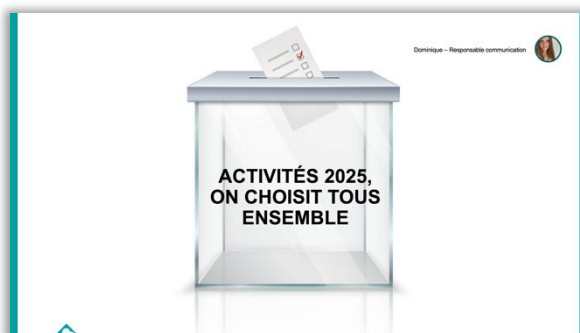 Dominique – Responsable communication
ACTIVITÉS 2025,
ON CHOISIT TOUS
ENSEMBLE